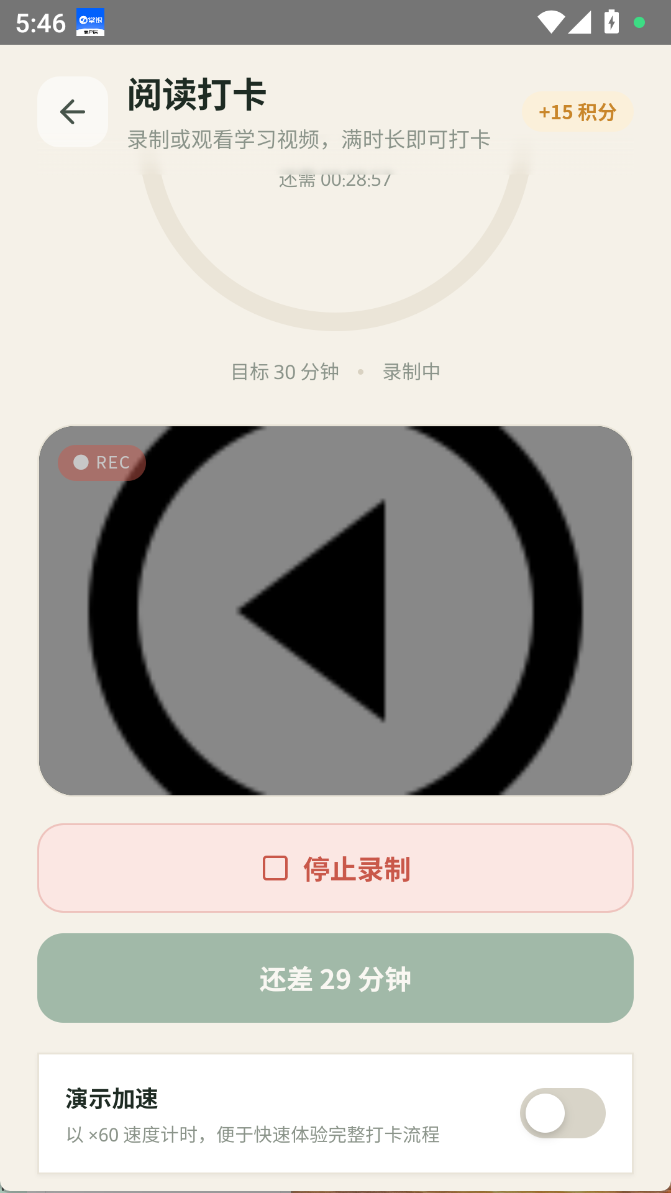 5:46
阅读打卡
录制或观看学习视频，满时长即可打卡
+15 积分
还需 00:28:57
目标 30 分钟 • 录制中
REC
停止录制
还差 29 分钟
演示加速
以 ×60 速度计时，便于快速体验完整打卡流程